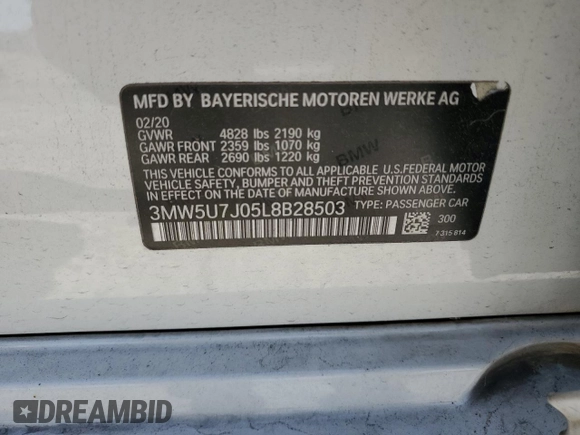 MFD BY BAYERISCHE MOTOREN WERKE AG
02/20
GVWR 4828 lbs 2190 kg
GAWR FRONT 2359 lbs 1070 kg
GAWR REAR 2690 lbs 1220 kg
THIS VEHICLE CONFORMS TO ALL APPLICABLE U.S.FEDERAL MOTOR
VEHICLE SAFETY, BUMPER, AND THEFT PREVENTION STANDARDS
IN EFFECT ON THE DATE OF MANUFACTURE SHOWN ABOVE.
3MW5U7J05L8B28503 TYPE: PASSENGER CAR
300
7 315 814
DREAMBID